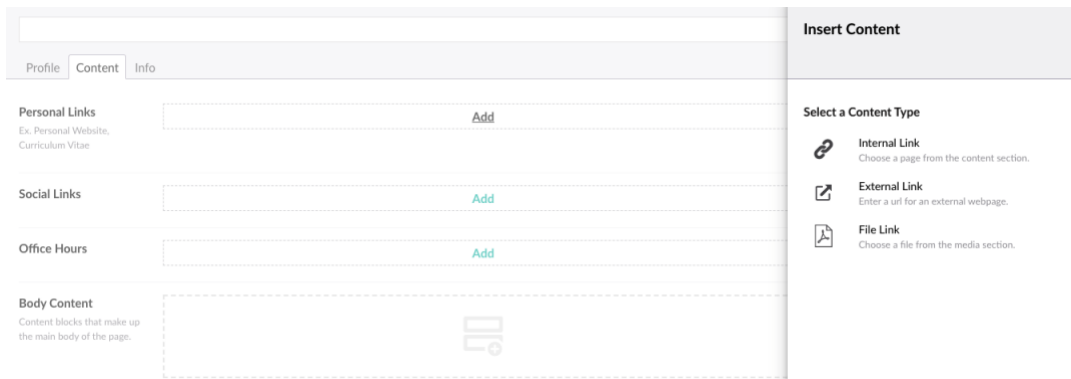 Insert Content
Profile Content Info
Personal Links
Ex. Personal Website,
Curriculum Vitae
Add
Social Links
Add
Office Hours
Add
Body Content
Content blocks that make up
the main body of the page.
Select a Content Type
Internal Link
Choose a page from the content section.
External Link
Enter a url for an external webpage.
File Link
Choose a file from the media section.